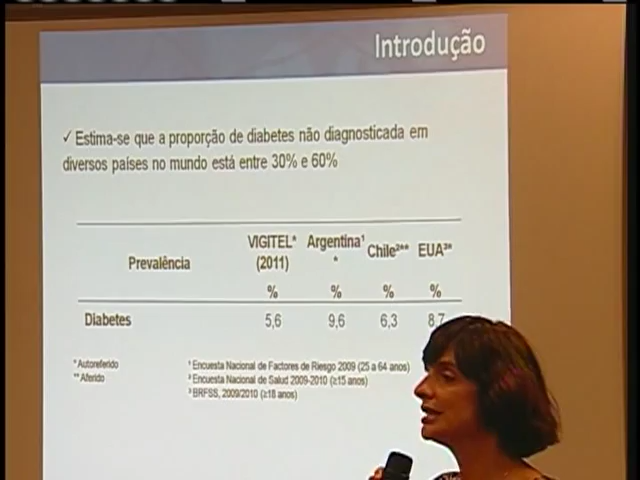 Introdução
✓ Estima-se que a proporção de diabetes não diagnosticada em
diversos países no mundo está entre 30% e 60%
Prevalência VIGITEL* (2011) Argentina¹* Chile²** EUA³*
% % % %
Diabetes 5,6 9,6 6,3 8,7
* Autoreferido
** Aferido
¹ Encuesta Nacional de Factores de Riesgo 2009 (25 a 64 anos)
² Encuesta Nacional de Salud 2009-2010 (≥15 anos)
³ BRFSS, 2009/2010 (≥18 anos)